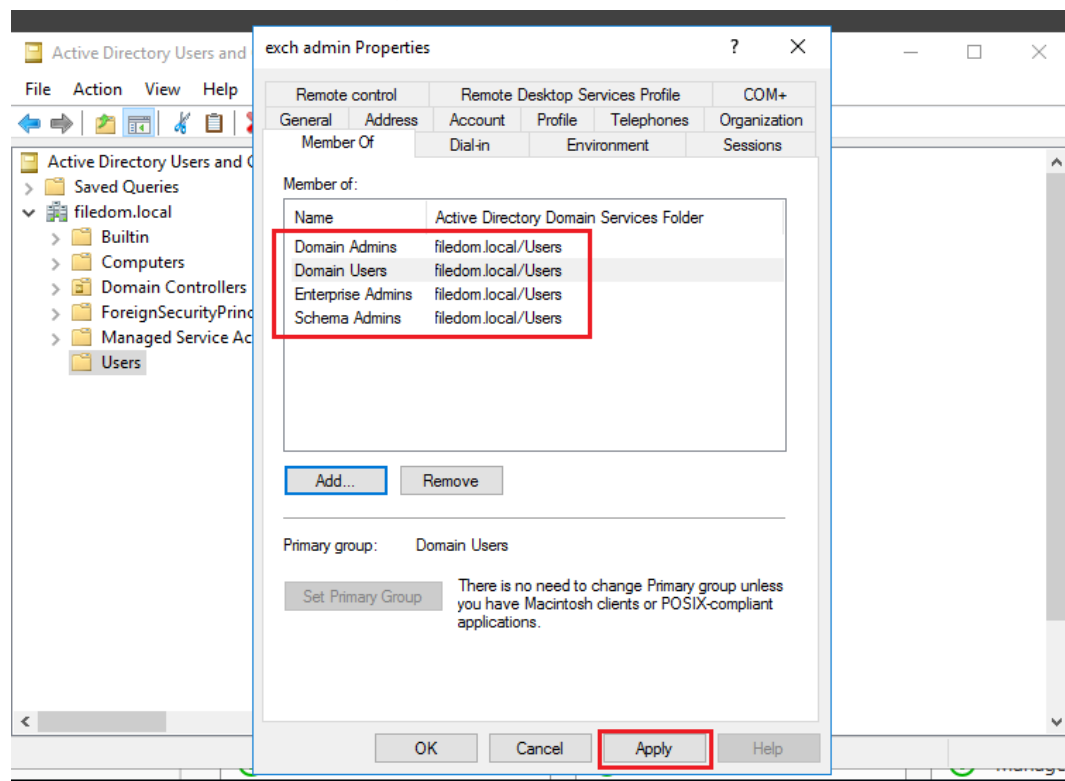 Active Directory Users and
exch admin Properties
?
File Action View Help
Remote control Remote Desktop Services Profile COM+
General Address Account Profile Telephones Organization
Member Of Dial-in Environment Sessions
Active Directory Users and C
Saved Queries
filedom.local
Builtin
Computers
Domain Controllers
ForeignSecurityPrinc
Managed Service Ac
Users
Member of:
Name Active Directory Domain Services Folder
Domain Admins filedom.local/Users
Domain Users filedom.local/Users
Enterprise Admins filedom.local/Users
Schema Admins filedom.local/Users
Add... Remove
Primary group: Domain Users
Set Primary Group
There is no need to change Primary group unless
you have Macintosh clients or POSIX-compliant
applications.
OK Cancel Apply Help